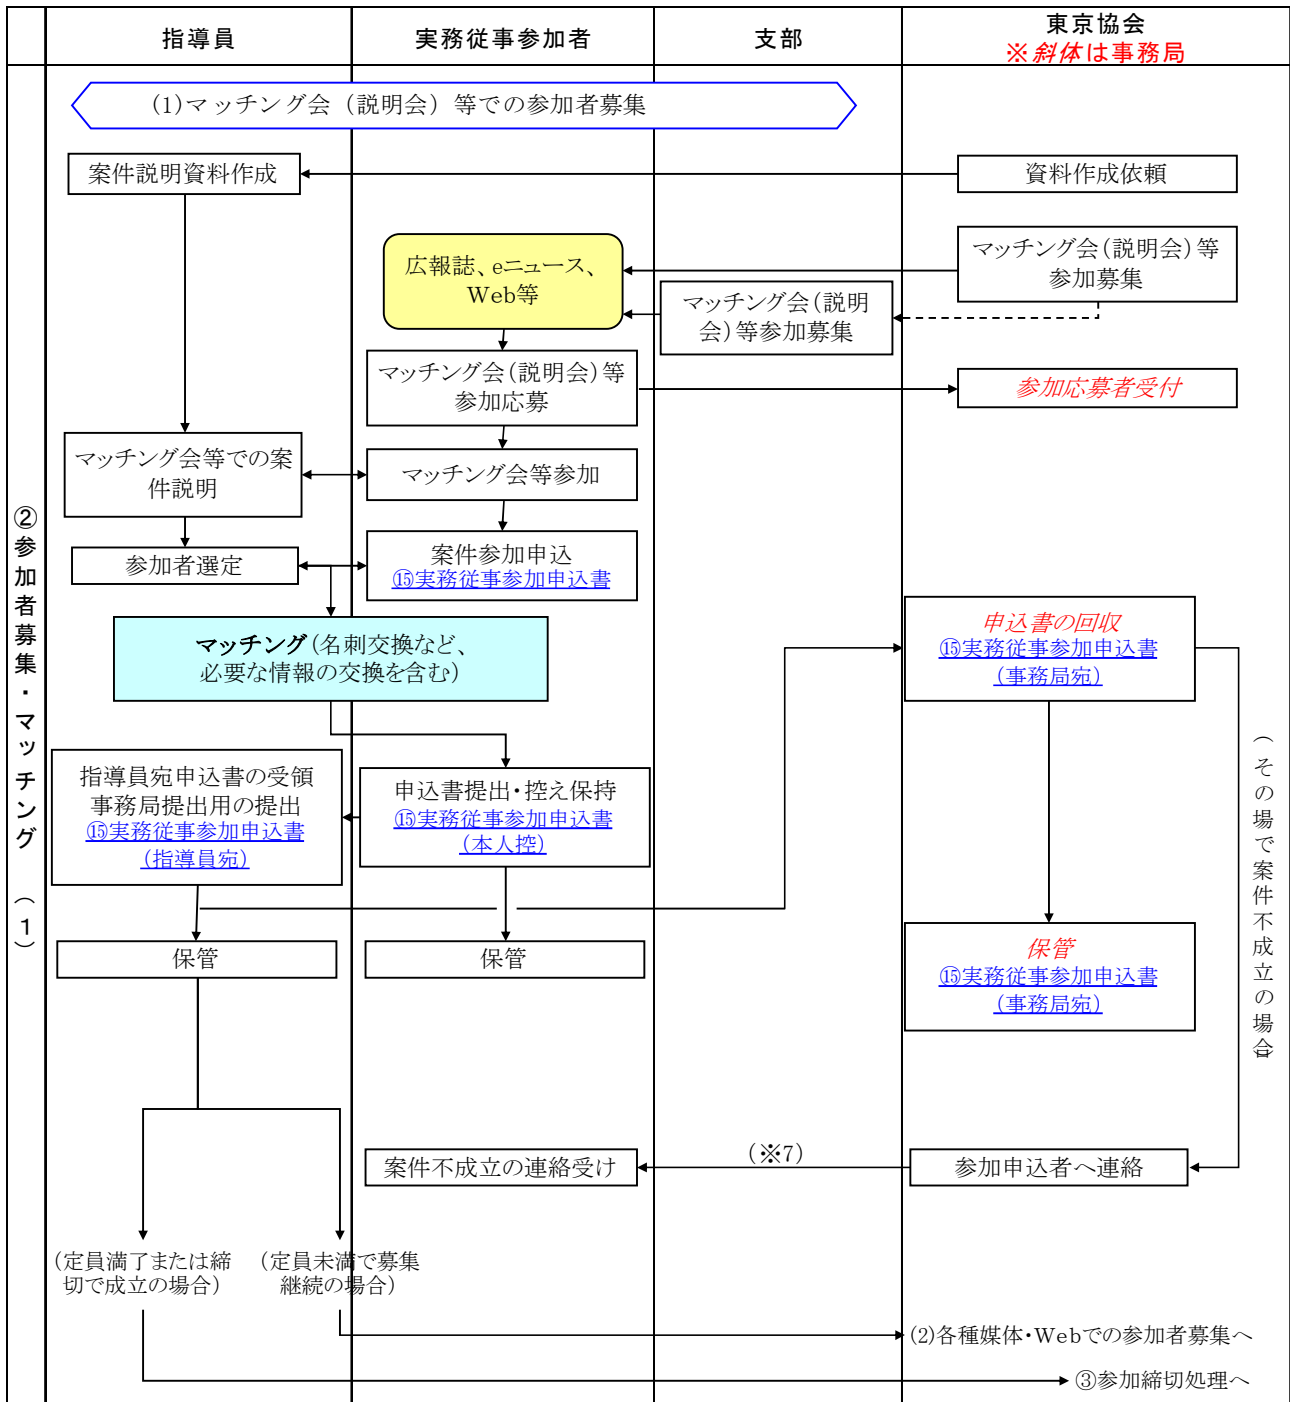 指導員
実務従事参加者
支部
東京協会
※斜体は事務局
②参加者募集・マッチング（１）
(1)マッチング会（説明会）等での参加者募集
案件説明資料作成
資料作成依頼
マッチング会(説明会)等
参加募集
広報誌、eニュース、
Web等
マッチング会(説明
会)等参加募集
マッチング会(説明会)等
参加応募
参加応募者受付
マッチング会等での案
件説明
マッチング会等参加
参加者選定
案件参加申込
⑮実務従事参加申込書
マッチング(名刺交換など、
必要な情報の交換を含む)
申込書の回収
⑮実務従事参加申込書
(事務局宛)
（その場で案件不成立の場合）
指導員宛申込書の受領
事務局提出用の提出
⑮実務従事参加申込書
(指導員宛)
申込書提出・控え保持
⑮実務従事参加申込書
(本人控)
保管
保管
保管
⑮実務従事参加申込書
(事務局宛)
案件不成立の連絡受け
(※7)
参加申込者へ連絡
(定員満了または締
切で成立の場合)
(定員未満で募集
継続の場合)
(2)各種媒体・Webでの参加者募集へ
③参加締切処理へ